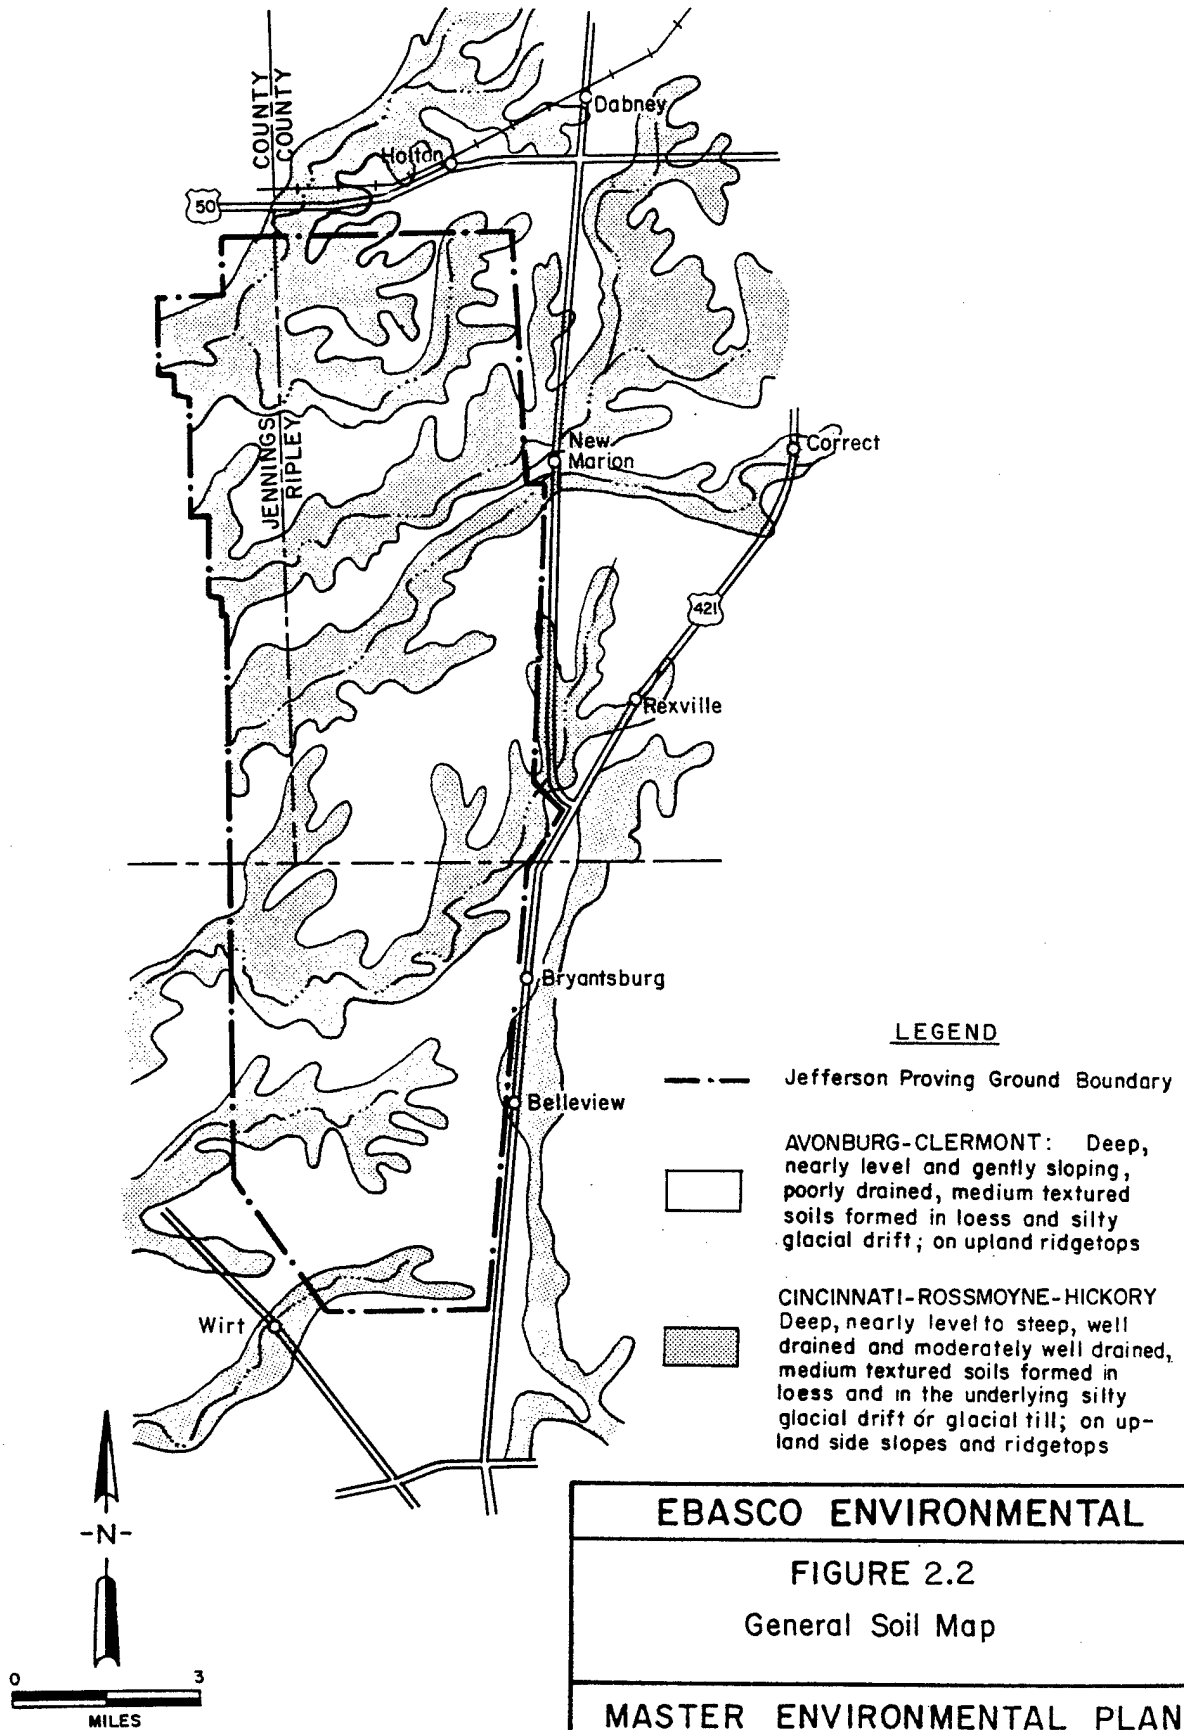 COUNTY
COUNTY
Dabney
Holton
50
JENNINGS
RIPLEY
New
Marion
Correct
421
Rexville
Bryantsburg
Belleview
Wirt
LEGEND
Jefferson Proving Ground Boundary
AVONBURG-CLERMONT: Deep,
nearly level and gently sloping,
poorly drained, medium textured
soils formed in loess and silty
glacial drift; on upland ridgetops
CINCINNATI-ROSSMOYNE-HICKORY
Deep, nearly level to steep, well
drained and moderately well drained,
medium textured soils formed in
loess and in the underlying silty
glacial drift or glacial till; on up-
land side slopes and ridgetops
-N-
0 3
MILES
EBASCO ENVIRONMENTAL
FIGURE 2.2
General Soil Map
MASTER ENVIRONMENTAL PLAN